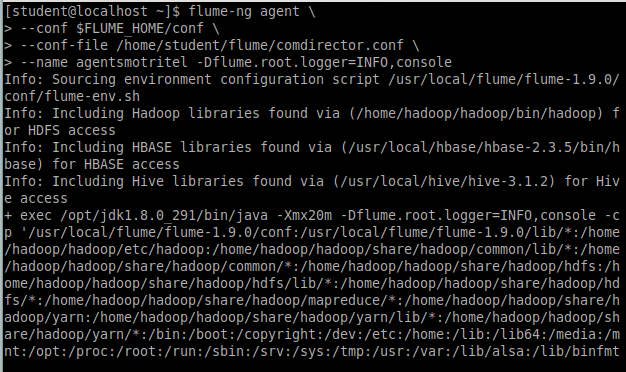 [student@localhost ~]$ flume-ng agent \
> --conf $FLUME_HOME/conf \
> --conf-file /home/student/flume/comdirector.conf \
> --name agentsmotritel -Dflume.root.logger=INFO,console
Info: Sourcing environment configuration script /usr/local/flume/flume-1.9.0/
conf/flume-env.sh
Info: Including Hadoop libraries found via (/home/hadoop/hadoop/bin/hadoop) f
or HDFS access
Info: Including HBASE libraries found via (/usr/local/hbase/hbase-2.3.5/bin/h
base) for HBASE access
Info: Including Hive libraries found via (/usr/local/hive/hive-3.1.2) for Hiv
e access
+ exec /opt/jdk1.8.0_291/bin/java -Xmx20m -Dflume.root.logger=INFO,console -c
p '/usr/local/flume/flume-1.9.0/conf:/usr/local/flume/flume-1.9.0/lib/*:/home
/hadoop/hadoop/etc/hadoop:/home/hadoop/hadoop/share/hadoop/common/lib/*:/home
/hadoop/hadoop/share/hadoop/common/*:/home/hadoop/hadoop/share/hadoop/hdfs:/h
ome/hadoop/hadoop/share/hadoop/hdfs/lib/*:/home/hadoop/hadoop/share/hadoop/hd
fs/*:/home/hadoop/hadoop/share/hadoop/mapreduce/*:/home/hadoop/hadoop/share/h
adoop/yarn:/home/hadoop/hadoop/share/hadoop/yarn/lib/*:/home/hadoop/hadoop/sh
are/hadoop/yarn/*:/bin:/boot:/copyright:/dev:/etc:/home:/lib:/lib64:/media:/m
nt:/opt:/proc:/root:/run:/sbin:/srv:/sys:/tmp:/usr:/var:/lib/alsa:/lib/binfmt